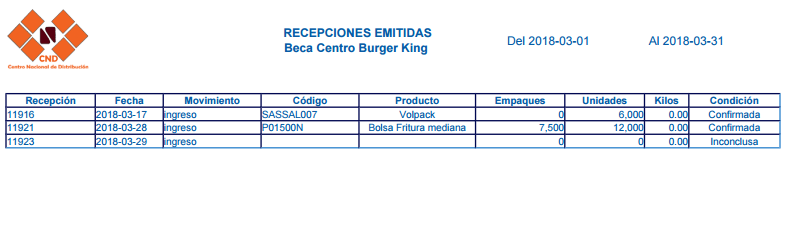 CND
Centro Nacional de Distribución
RECEPCIONES EMITIDAS
Beca Centro Burger King
Del 2018-03-01 Al 2018-03-31
Recepción Fecha Movimiento Código Producto Empaques Unidades Kilos Condición
11916 2018-03-17 ingreso SASSAL007 Volpack 0 6,000 0.00 Confirmada
11921 2018-03-28 ingreso P01500N Bolsa Fritura mediana 7,500 12,000 0.00 Confirmada
11923 2018-03-29 ingreso 0 0 0.00 Inconclusa